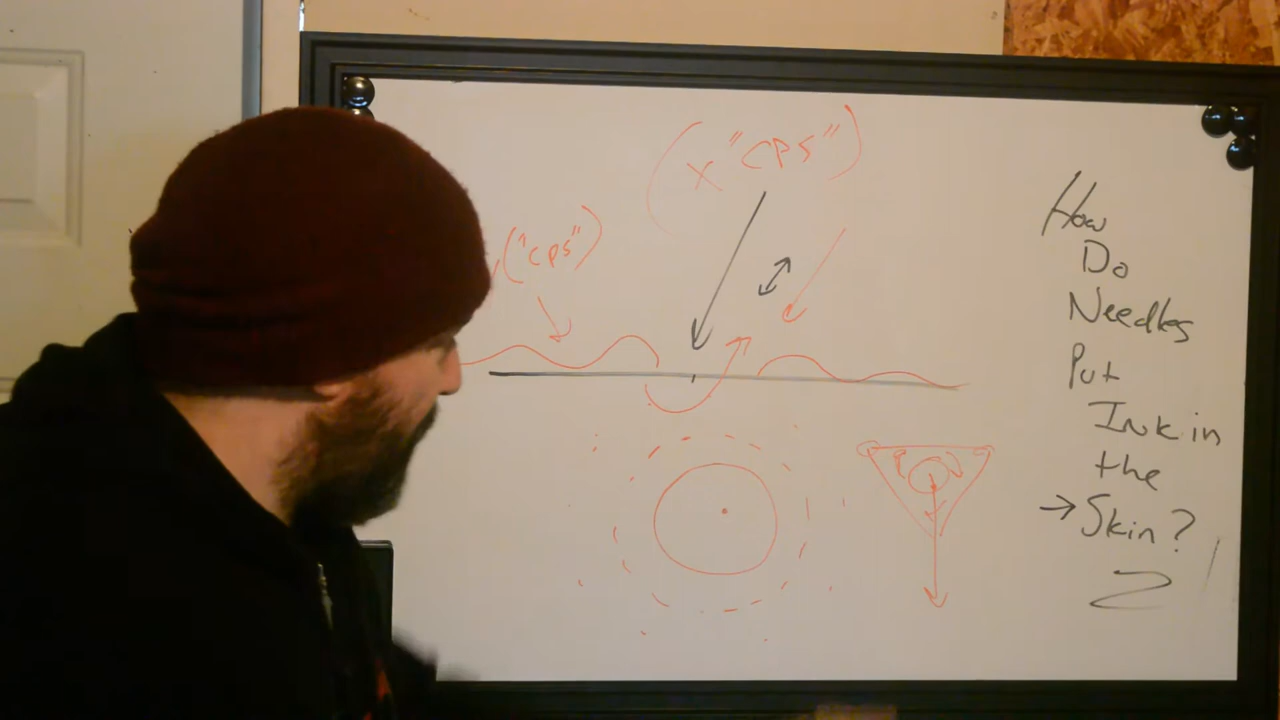 (x "cps")
("cps")
How
Do
Needles
Put
Ink in
the
→ Skin?